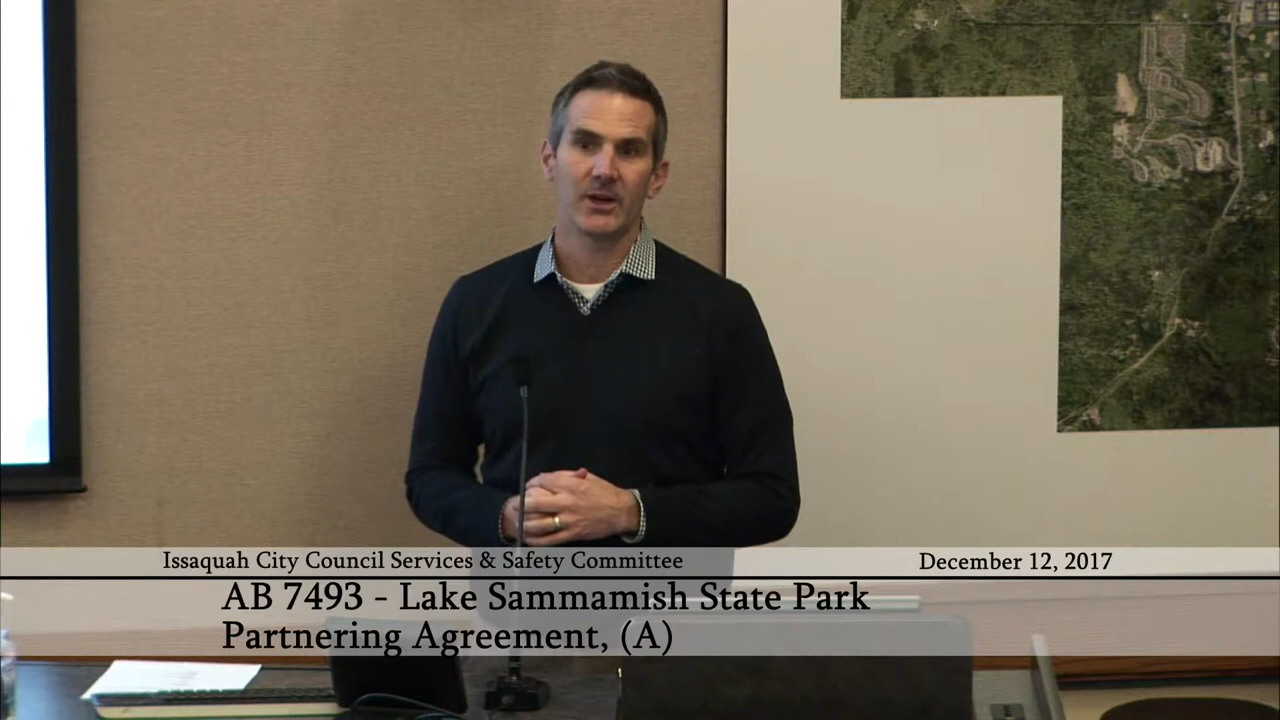 Issaquah City Council Services & Safety Committee December 12, 2017
AB 7493 - Lake Sammamish State Park
Partnering Agreement, (A)